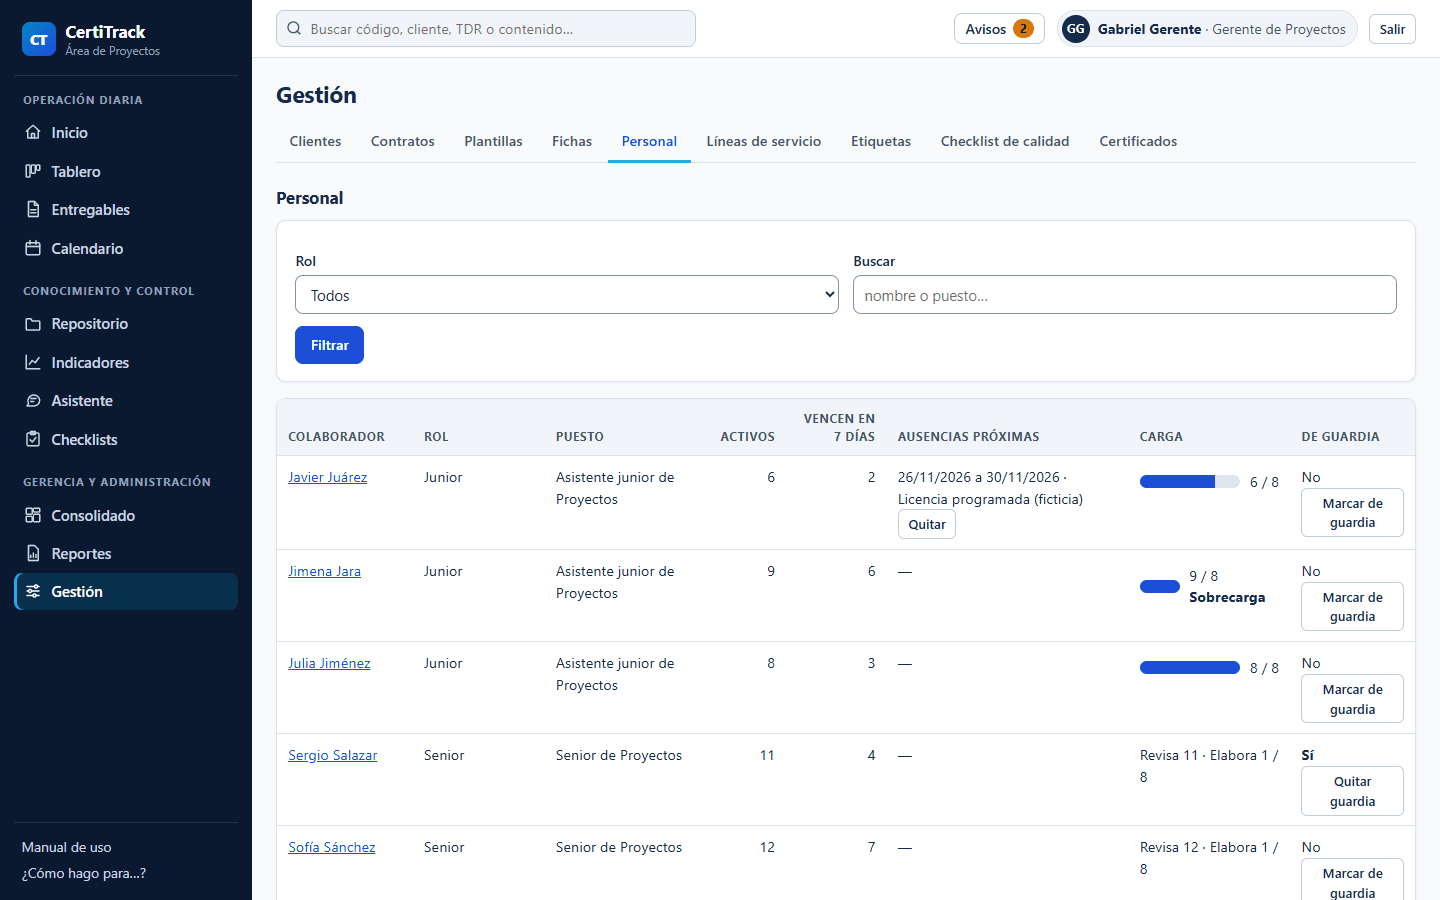 CT
CertiTrack
Área de Proyectos
OPERACIÓN DIARIA
Inicio
Tablero
Entregables
Calendario
CONOCIMIENTO Y CONTROL
Repositorio
Indicadores
Asistente
Checklists
GERENCIA Y ADMINISTRACIÓN
Consolidado
Reportes
Gestión
Manual de uso
¿Cómo hago para...?
Buscar código, cliente, TDR o contenido...
Avisos 2
GG Gabriel Gerente · Gerente de Proyectos
Salir
Gestión
Clientes Contratos Plantillas Fichas Personal Líneas de servicio Etiquetas Checklist de calidad Certificados
Personal
Rol
Todos
Buscar
nombre o puesto...
Filtrar
COLABORADOR ROL PUESTO ACTIVOS VENCEN EN 7 DÍAS AUSENCIAS PRÓXIMAS CARGA DE GUARDIA
Javier Juárez Junior Asistente junior de Proyectos 6 2 26/11/2026 a 30/11/2026 · Licencia programada (ficticia) 6 / 8 No
Quitar
Marcar de guardia
Jimena Jara Junior Asistente junior de Proyectos 9 6 — 9 / 8 Sobrecarga No
Marcar de guardia
Julia Jiménez Junior Asistente junior de Proyectos 8 3 — 8 / 8 No
Marcar de guardia
Sergio Salazar Senior Senior de Proyectos 11 4 — Revisa 11 · Elabora 1 / 8 Sí
Quitar guardia
Sofía Sánchez Senior Senior de Proyectos 12 7 — Revisa 12 · Elabora 1 / 8 No
Marcar de guardia